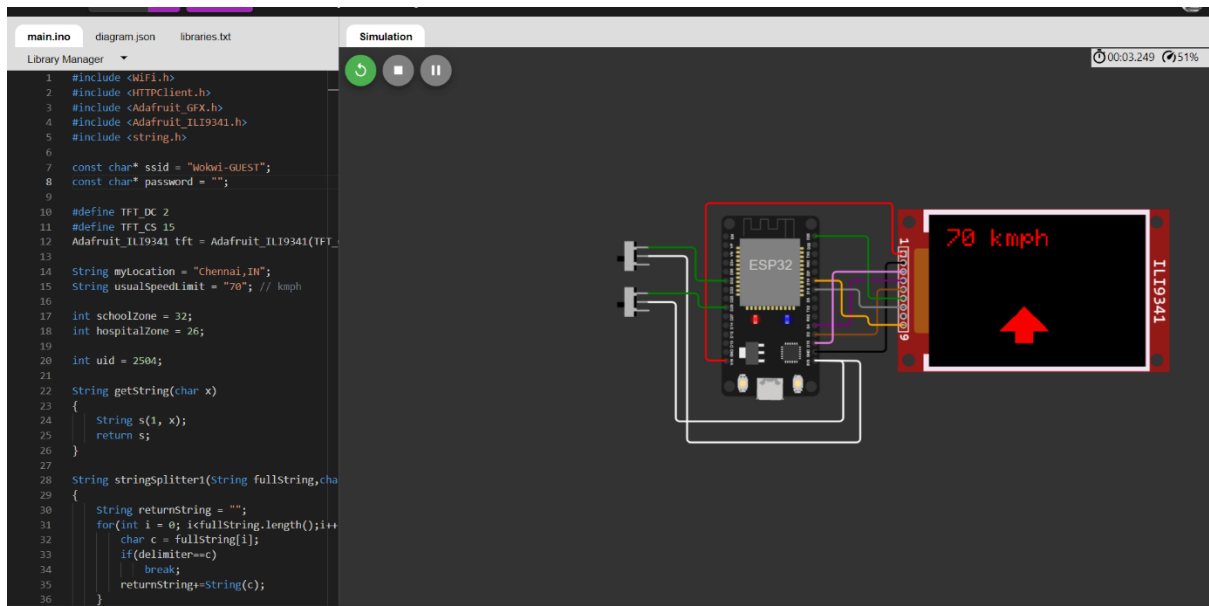 main.ino diagram.json libraries.txt
Library Manager
1 #include <WiFi.h>
2 #include <HTTPClient.h>
3 #include <Adafruit_GFX.h>
4 #include <Adafruit_ILI9341.h>
5 #include <string.h>
6
7 const char* ssid = "Wokwi-GUEST";
8 const char* password = "";
9
10 #define TFT_DC 2
11 #define TFT_CS 15
12 Adafruit_ILI9341 tft = Adafruit_ILI9341(TFT_
13
14 String myLocation = "Chennai,IN";
15 String usualSpeedLimit = "70"; // kmph
16
17 int schoolZone = 32;
18 int hospitalZone = 26;
19
20 int uid = 2504;
21
22 String getString(char x)
23 {
24 String s(1, x);
25 return s;
26 }
27
28 String stringSplitter1(String fullString,cha
29 {
30 String returnString = "";
31 for(int i = 0; i<fullString.length();i++
32 char c = fullString[i];
33 if(delimiter==c)
34 break;
35 returnString+=String(c);
36 }
Simulation
00:03.249 51%
ESP32
1
9
70 kmph
ILI9341